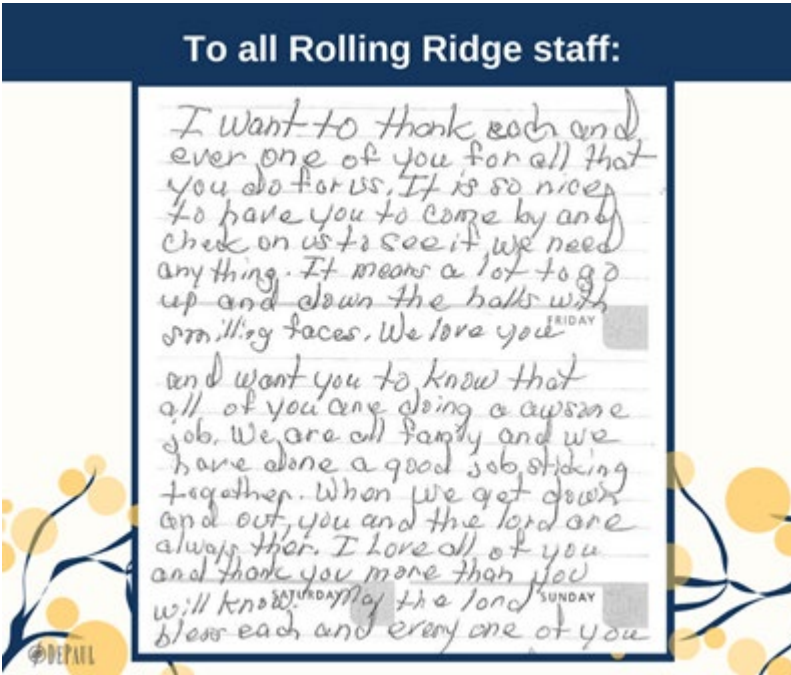 To all Rolling Ridge staff:
I want to thank each and
ever one of you for all that
you do for us. It is so nice
to have you to come by and
check on us to see if we need
any thing. It means a lot to go
up and down the halls with
smilling faces. We love you
FRIDAY
and want you to know that
all of you are doing a awsone
job. We are all family and we
have done a good job sticking
together. When we get down
and out, you and the lord are
always ther. I Love all of you
and thank you more than you
will know. May the lord
SATURDAY SUNDAY
bless each and every one of you
DEPAUL